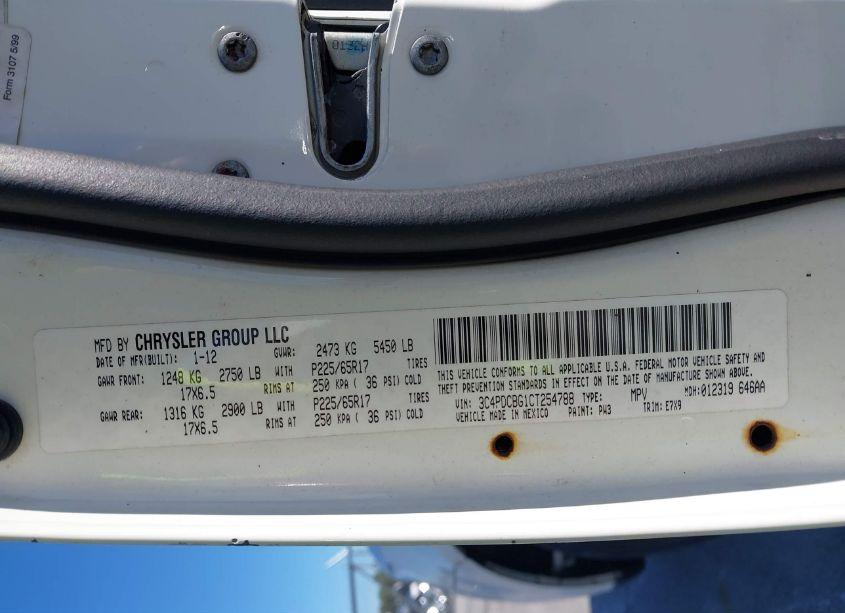 Form 3107 5/99
MFD BY CHRYSLER GROUP LLC
DATE OF MFR(BUILT): 1-12 GVWR: 2473 KG 5450 LB
GAWR FRONT: 1248 KG 2750 LB WITH P225/65R17 TIRES
17X6.5 RIMS AT 250 KPA ( 36 PSI) COLD
GAWR REAR: 1316 KG 2900 LB WITH P225/65R17 TIRES
17X6.5 RIMS AT 250 KPA ( 36 PSI) COLD
THIS VEHICLE CONFORMS TO ALL APPLICABLE U.S.A. FEDERAL MOTOR VEHICLE SAFETY AND
THEFT PREVENTION STANDARDS IN EFFECT ON THE DATE OF MANUFACTURE SHOWN ABOVE.
VIN: 3C4PDCBG1CT254788 TYPE: MPV MDH: 012319 646AA
VEHICLE MADE IN MEXICO PAINT: PW3 TRIM: E7X9